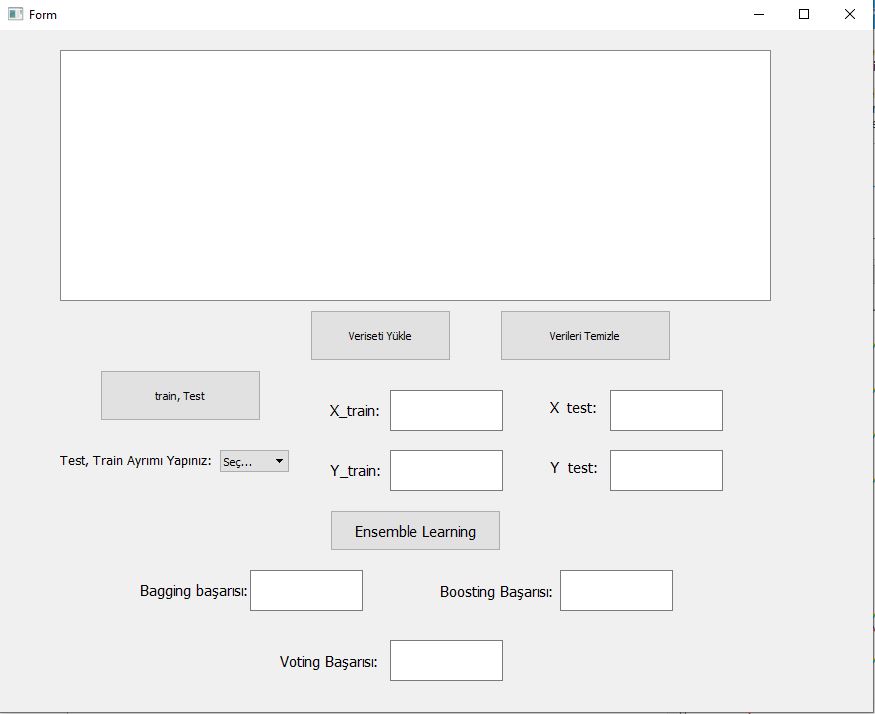 Form
Veriseti Yükle
Verileri Temizle
train, Test
X_train:
X test:
Test, Train Ayrımı Yapınız:
Seç...
Y_train:
Y test:
Ensemble Learning
Bagging başarısı:
Boosting Başarısı:
Voting Başarısı: